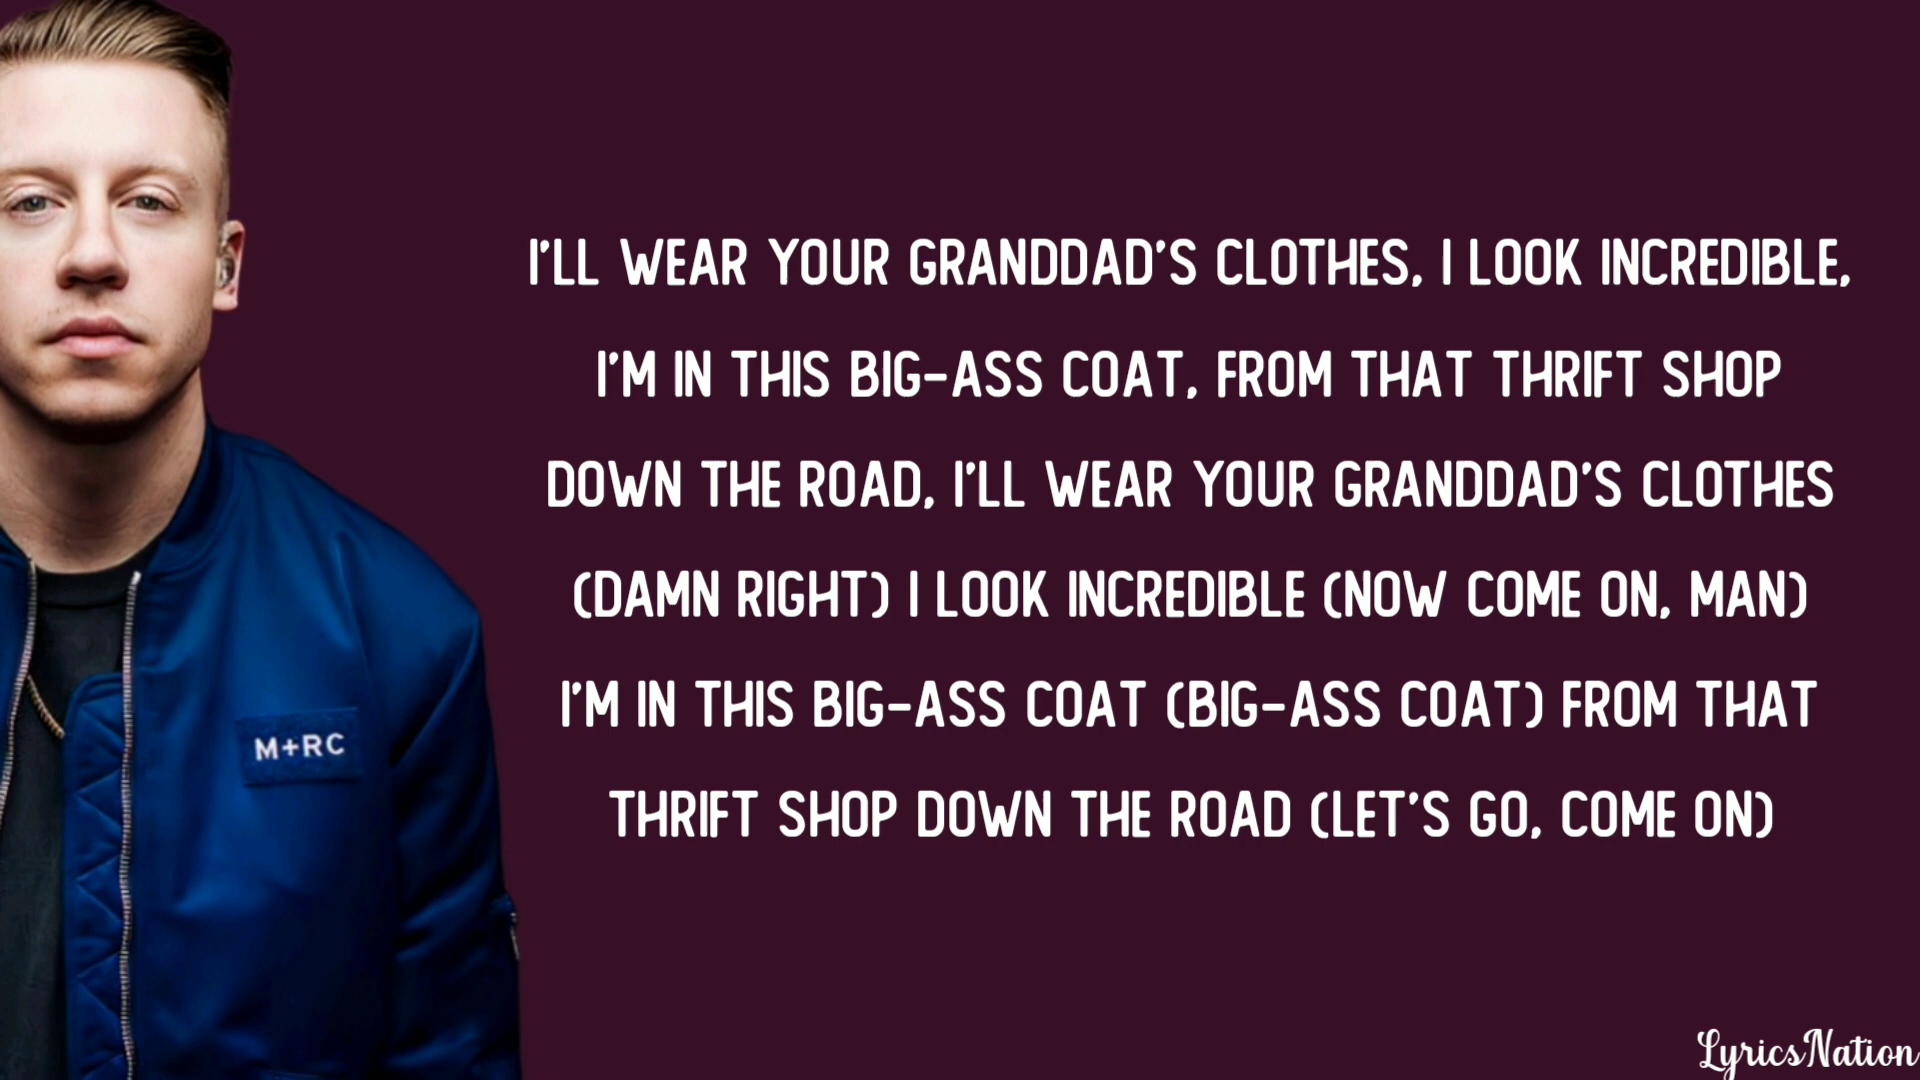 I'LL WEAR YOUR GRANDDAD'S CLOTHES, I LOOK INCREDIBLE,
I'M IN THIS BIG-ASS COAT, FROM THAT THRIFT SHOP
DOWN THE ROAD, I'LL WEAR YOUR GRANDDAD'S CLOTHES
(DAMN RIGHT) I LOOK INCREDIBLE (NOW COME ON, MAN)
I'M IN THIS BIG-ASS COAT (BIG-ASS COAT) FROM THAT
THRIFT SHOP DOWN THE ROAD (LET'S GO, COME ON)
M+RC
LyricsNation